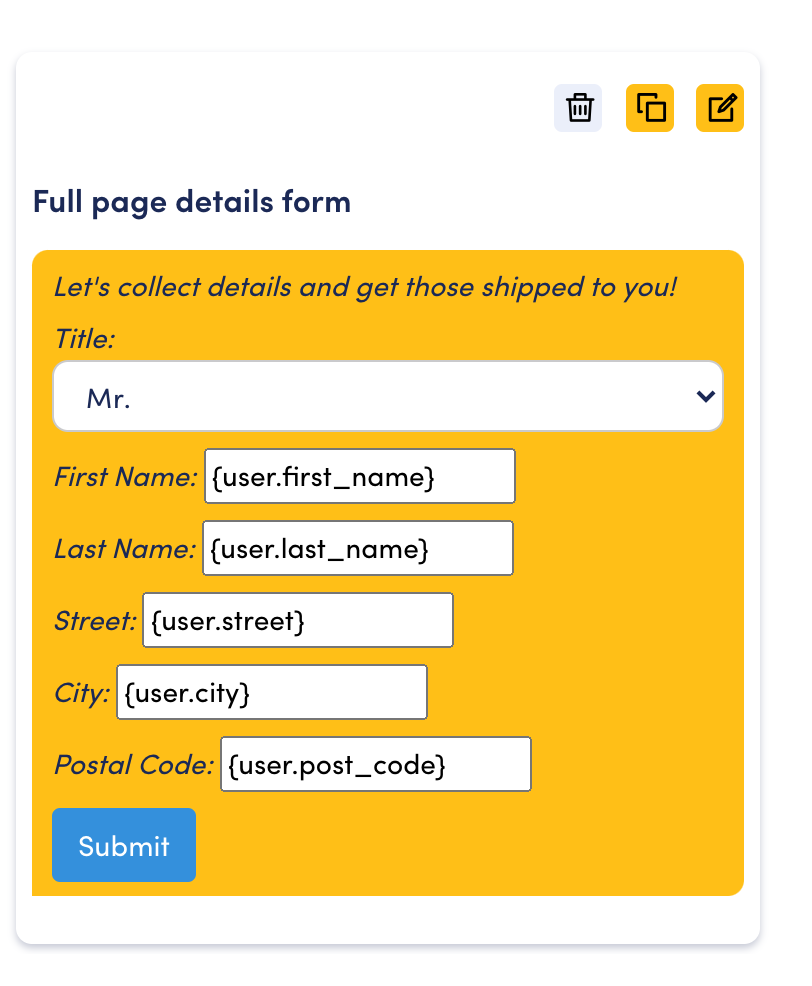 Full page details form
Let's collect details and get those shipped to you!
Title:
Mr.
First Name: {user.first_name}
Last Name: {user.last_name}
Street: {user.street}
City: {user.city}
Postal Code: {user.post_code}
Submit